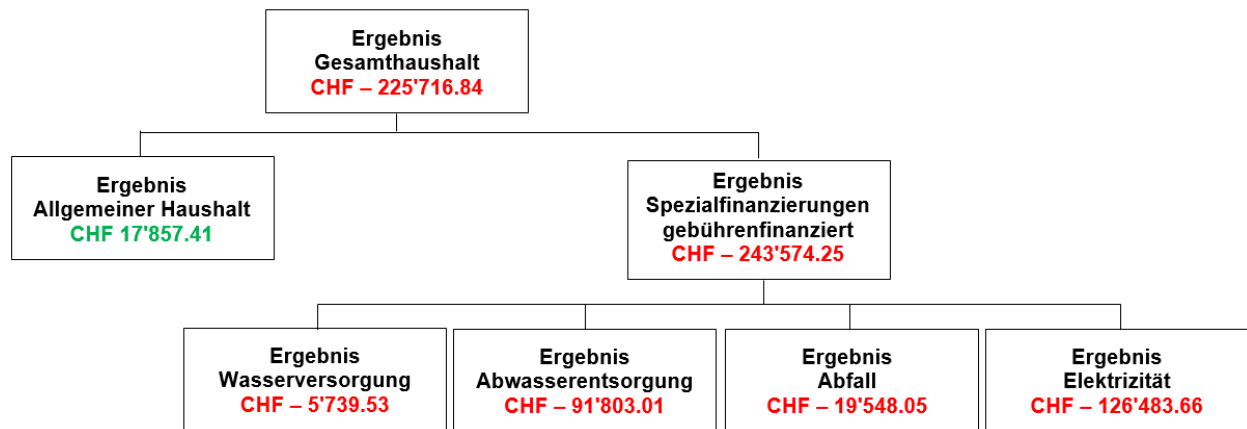 Ergebnis
Gesamthaushalt
CHF – 225'716.84
Ergebnis
Allgemeiner Haushalt
CHF 17'857.41
Ergebnis
Spezialfinanzierungen
gebührenfinanziert
CHF – 243'574.25
Ergebnis
Wasserversorgung
CHF – 5'739.53
Ergebnis
Abwasserentsorgung
CHF – 91'803.01
Ergebnis
Abfall
CHF – 19'548.05
Ergebnis
Elektrizität
CHF – 126'483.66